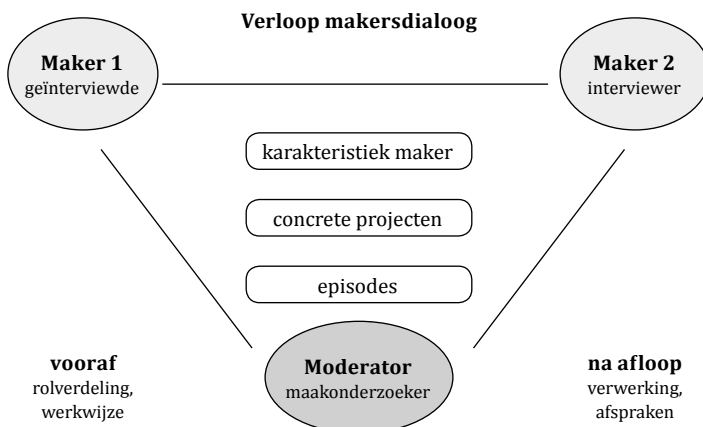 Verloop makersdialoog
Maker 1
geïnterviewde
Maker 2
interviewer
karakteristiek maker
concrete projecten
episodes
vooraf
rolverdeling,
werkwijze
Moderator
maakonderzoeker
na afloop
verwerking,
afspraken